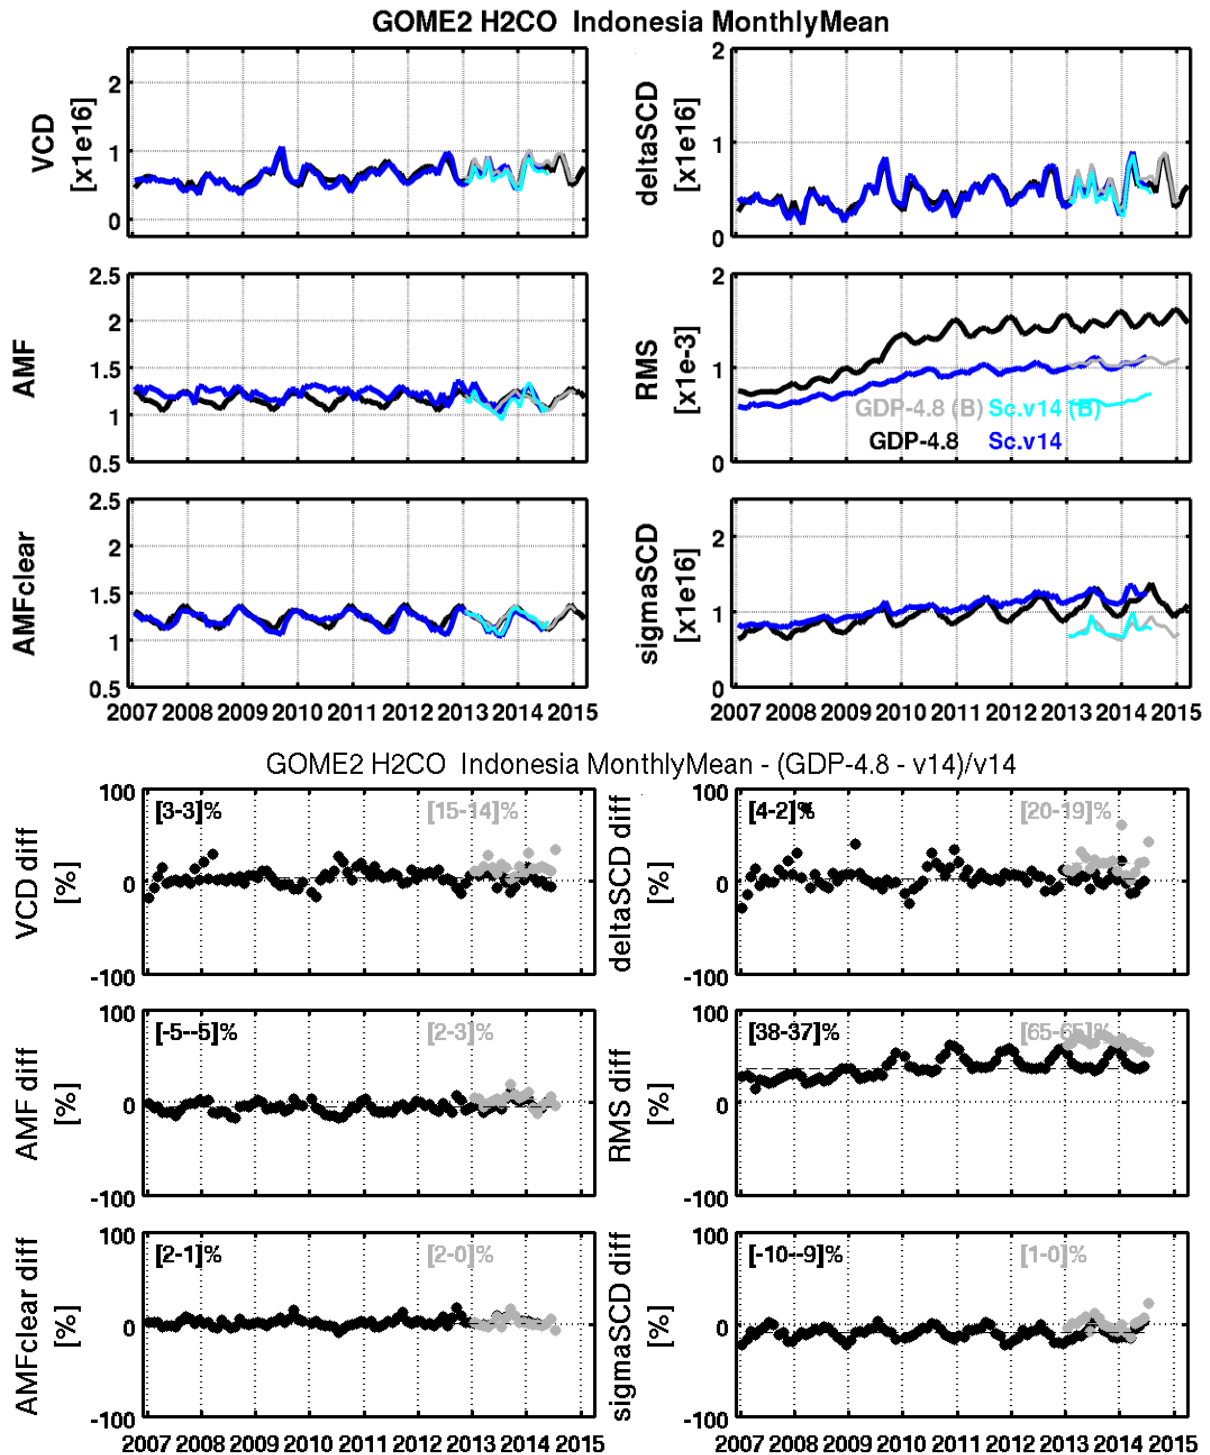 GOME2 H2CO Indonesia MonthlyMean
VCD
[x1e16]
2
1
0
deltaSCD
[x1e16]
2
1
0
AMF
2.5
2
1.5
1
0.5
RMS
[x1e-3]
2
1
0
GDP-4.8 (B) Sc.v14 (B)
GDP-4.8 Sc.v14
AMFclear
2.5
2
1.5
1
0.5
2007 2008 2009 2010 2011 2012 2013 2014 2015
sigmaSCD
[x1e16]
2
1
0
2007 2008 2009 2010 2011 2012 2013 2014 2015
GOME2 H2CO Indonesia MonthlyMean - (GDP-4.8 - v14)/v14
VCD diff
[%]
100
0
-100
[3-3]% [15-14]%
deltaSCD diff
[%]
100
0
-100
[4-2]% [20-19]%
AMF diff
[%]
100
0
-100
[-5--5]% [2-3]%
RMS diff
[%]
100
0
-100
[38-37]% [65-65]%
AMFclear diff
[%]
100
0
-100
[2-1]% [2-0]%
2007 2008 2009 2010 2011 2012 2013 2014 2015
sigmaSCD diff
[%]
100
0
-100
[-10--9]% [1-0]%
2007 2008 2009 2010 2011 2012 2013 2014 2015